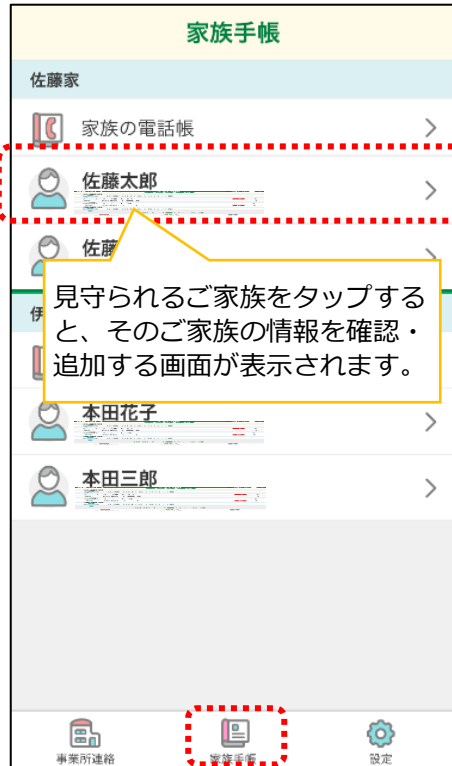 家族手帳
佐藤家
家族の電話帳
佐藤太郎
佐藤
見守られるご家族をタップする
と、そのご家族の情報を確認・
追加する画面が表示されます。
伊
本田花子
本田三郎
事業所連絡
家族手帳
設定